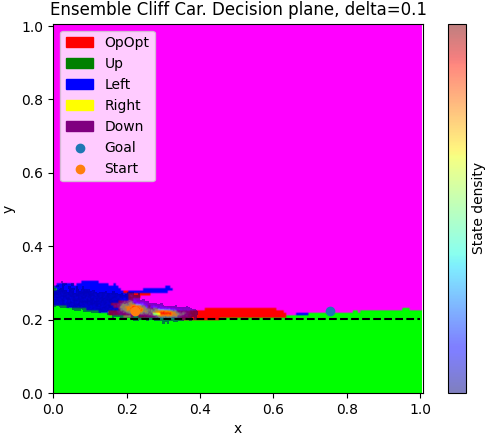 Ensemble Cliff Car. Decision plane, delta=0.1
1.0
0.8
0.6
0.4
0.2
0.0
y
OpOpt
Up
Left
Right
Down
Goal
Start
0.0 0.2 0.4 0.6 0.8 1.0
x
State density